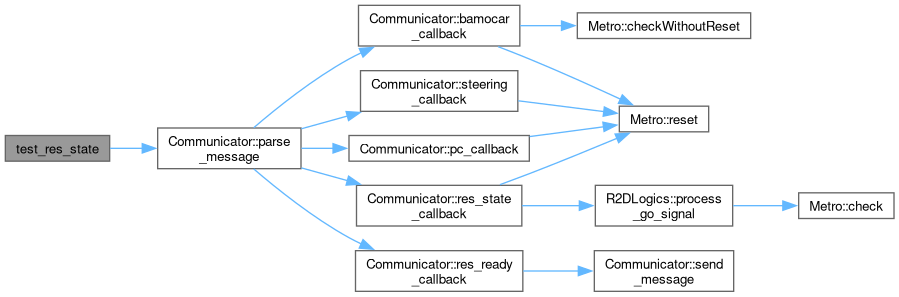 test_res_state
Communicator::parse
_message
Communicator::bamocar
_callback
Communicator::steering
_callback
Communicator::pc_callback
Communicator::res_state
_callback
Communicator::res_ready
_callback
Metro::checkWithoutReset
Metro::reset
R2DLogics::process
_go_signal
Communicator::send
_message
Metro::check